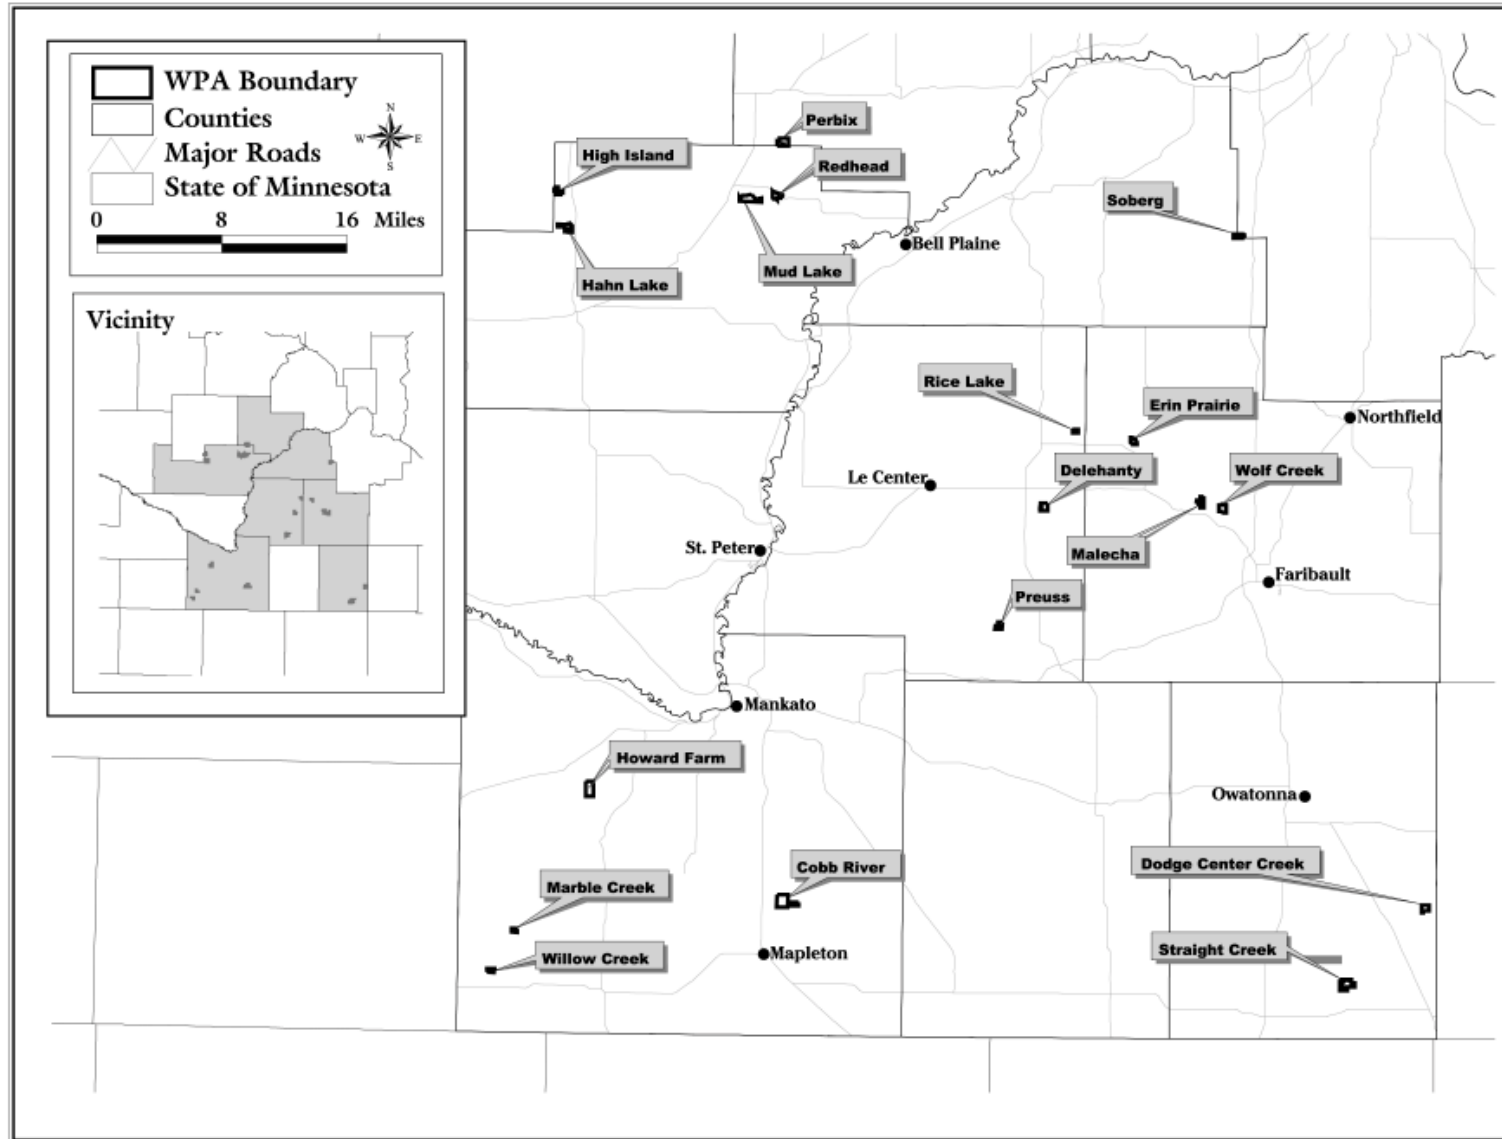 WPA Boundary
Counties
Major Roads
State of Minnesota
N
W E
S
0 8 16 Miles
Vicinity
Perbix
High Island
Redhead
Soberg
Bell Plaine
Mud Lake
Hahn Lake
Rice Lake
Erin Prairie
Northfield
Le Center
Delehanty
Wolf Creek
St. Peter
Malecha
Faribault
Preuss
Mankato
Howard Farm
Owatonna
Cobb River
Dodge Center Creek
Marble Creek
Straight Creek
Willow Creek
Mapleton